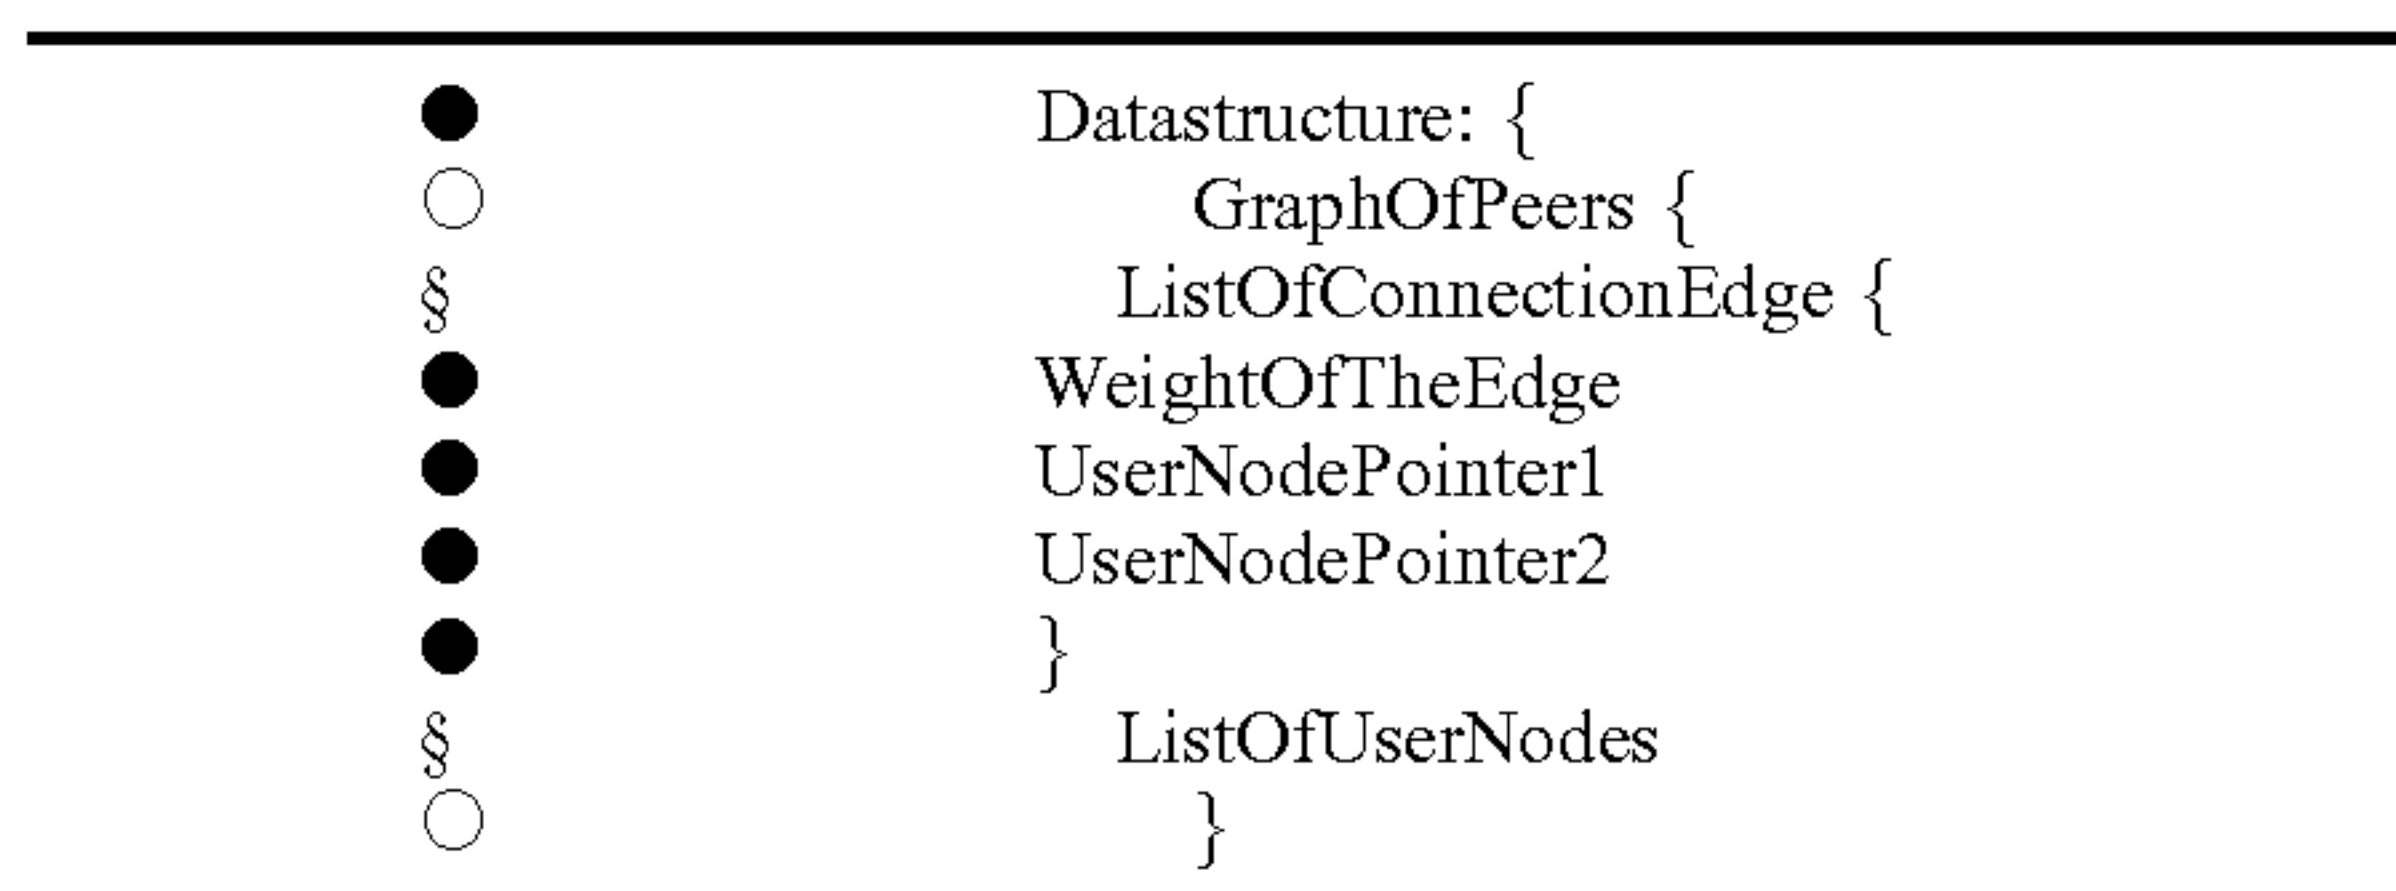 ● Datastructure: {
○ GraphOfPeers {
§ ListOfConnectionEdge {
● WeightOfTheEdge
● UserNodePointer1
● UserNodePointer2
● }
§ ListOfUserNodes
○ }